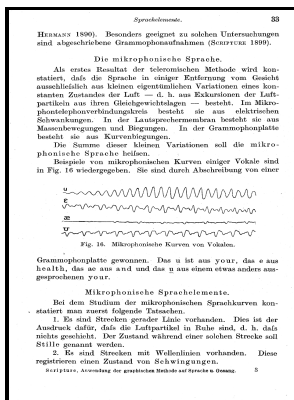 Sprachelemente. 33
HERMANN 1890). Besonders geeignet zu solchen Untersuchungen
sind abgeschriebene Grammophonaufnahmen (SCRIPTURE 1899).
Die mikrophonische Sprache.
Als erstes Resultat der teleromischen Methode wird kon-
statiert, daſs die Sprache in einiger Entfernung vom Gesicht
ausschlieſslich aus kleinen eigentümlichen Variationen eines kon-
stanten Zustandes der Luft — d. h. aus Exkursionen der Luft-
partikeln aus ihren Gleichgewichtslagen — besteht. Im Mikro-
phontelephonverbindungskreis besteht sie aus elektrischen
Schwankungen. In der Lautsprechermembran besteht sie aus
Massenbewegungen und Biegungen. In der Grammophonplatte
besteht sie aus Kurvenbiegungen.
Die Summe dieser kleinen Variationen soll die mikro-
phonische Sprache heiſsen.
Beispiele von mikrophonischen Kurven einiger Vokale sind
in Fig. 16 wiedergegeben. Sie sind durch Abschreibung von einer
u
ɛ
æ
Fig. 16. Mikrophonische Kurven von Vokalen.
Grammophonplatte gewonnen. Das u ist aus your, das e aus
health, das ae aus and und das u aus einem etwas anders aus-
gesprochenen your.
Mikrophonische Sprachelemente.
Bei dem Studium der mikrophonischen Sprachkurven kon-
statiert man zuerst folgende Tatsachen.
1. Es sind Strecken gerader Linie vorhanden. Dies ist der
Ausdruck dafür, daſs die Luftpartikel in Ruhe sind, d. h. daſs
nichts geschieht. Der Zustand während einer solchen Strecke soll
Stille genannt werden.
2. Es sind Strecken mit Wellenlinien vorhanden. Diese
registrieren einen Zustand von Schwingungen.
Scripture, Anwendung der graphischen Methode auf Sprache u. Gesang. 3